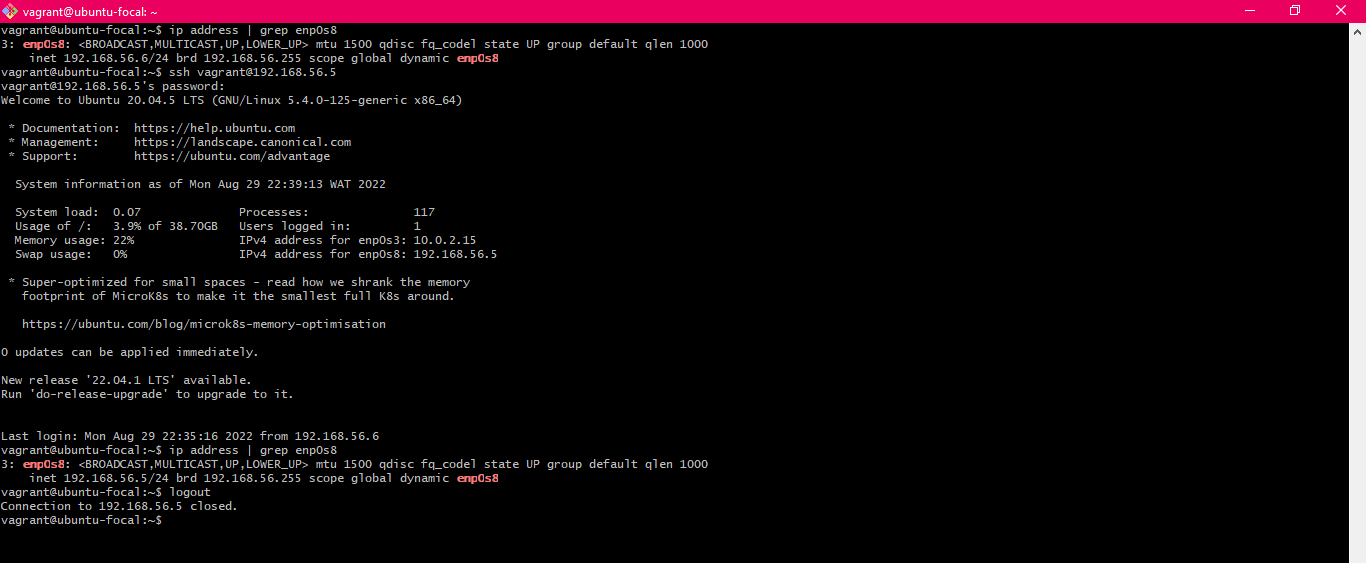 vagrant@ubuntu-focal: ~
vagrant@ubuntu-focal:~$ ip address | grep enp0s8
3: enp0s8: <BROADCAST,MULTICAST,UP,LOWER_UP> mtu 1500 qdisc fq_codel state UP group default qlen 1000
    inet 192.168.56.6/24 brd 192.168.56.255 scope global dynamic enp0s8
vagrant@ubuntu-focal:~$ ssh vagrant@192.168.56.5
vagrant@192.168.56.5's password:
Welcome to Ubuntu 20.04.5 LTS (GNU/Linux 5.4.0-125-generic x86_64)

 * Documentation:  https://help.ubuntu.com
 * Management:     https://landscape.canonical.com
 * Support:        https://ubuntu.com/advantage

  System information as of Mon Aug 29 22:39:13 WAT 2022

  System load:  0.07              Processes:               117
  Usage of /:   3.9% of 38.70GB   Users logged in:         1
  Memory usage: 22%               IPv4 address for enp0s3: 10.0.2.15
  Swap usage:   0%                IPv4 address for enp0s8: 192.168.56.5

 * Super-optimized for small spaces - read how we shrank the memory
   footprint of MicroK8s to make it the smallest full K8s around.

   https://ubuntu.com/blog/microk8s-memory-optimisation

0 updates can be applied immediately.

New release '22.04.1 LTS' available.
Run 'do-release-upgrade' to upgrade to it.

Last login: Mon Aug 29 22:35:16 2022 from 192.168.56.6
vagrant@ubuntu-focal:~$ ip address | grep enp0s8
3: enp0s8: <BROADCAST,MULTICAST,UP,LOWER_UP> mtu 1500 qdisc fq_codel state UP group default qlen 1000
    inet 192.168.56.5/24 brd 192.168.56.255 scope global dynamic enp0s8
vagrant@ubuntu-focal:~$ logout
Connection to 192.168.56.5 closed.
vagrant@ubuntu-focal:~$